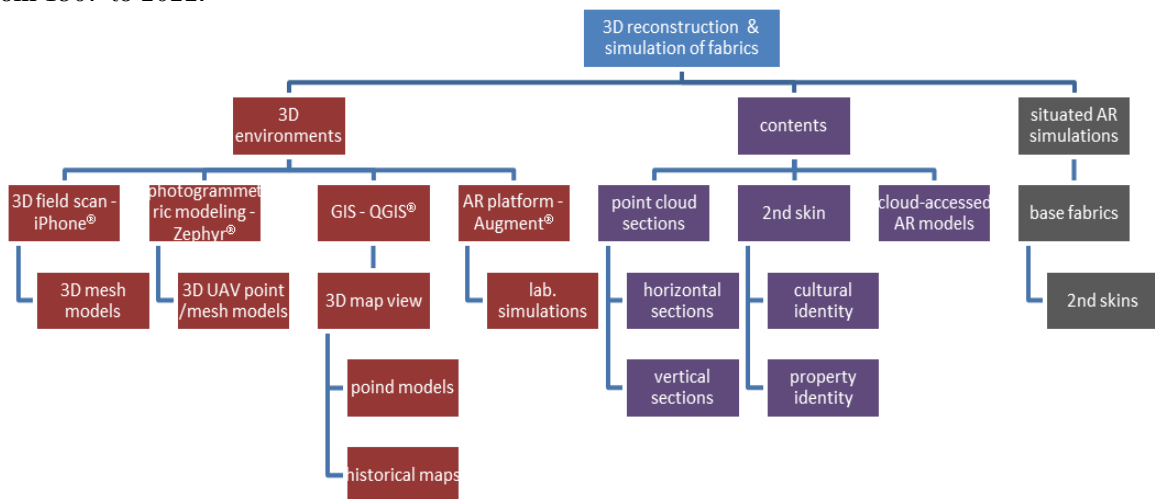 3D reconstruction &
simulation of fabrics
3D
environments
contents
situated AR
simulations
3D field scan -
iPhone®
photogrammet
ric modeling -
Zephyr®
GIS - QGIS®
AR platform -
Augment®
point cloud
sections
2nd skin
cloud-accessed
AR models
base fabrics
3D mesh
models
3D UAV point
/mesh models
3D map view
lab.
simulations
horizontal
sections
cultural
identity
2nd skins
poind models
vertical
sections
property
identity
historical maps